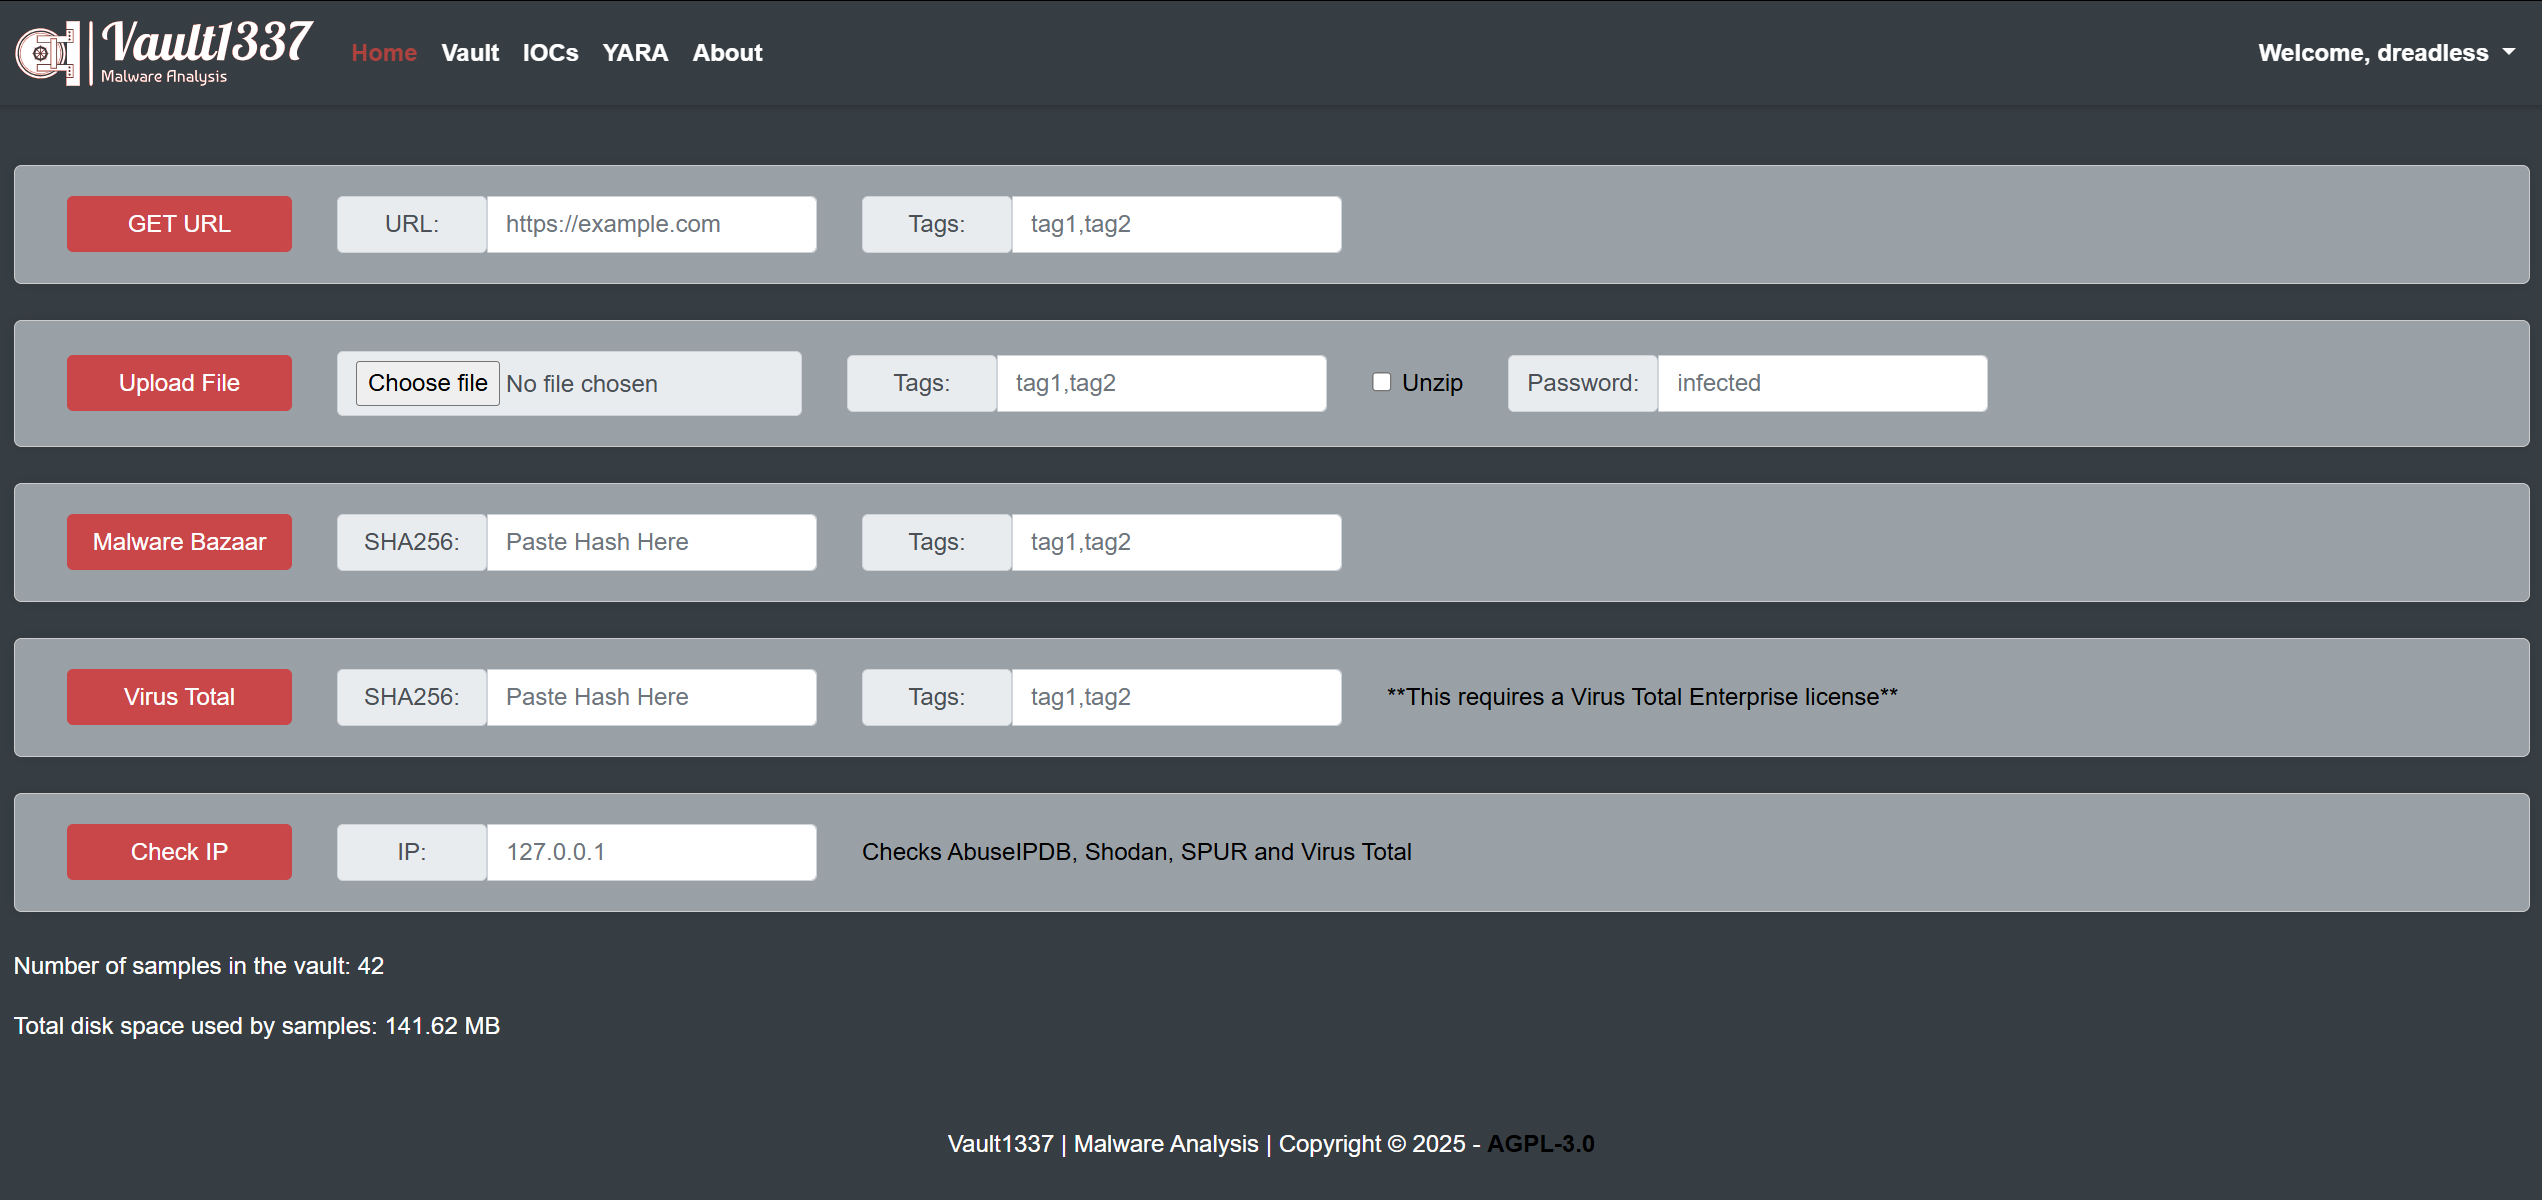 Vault1337
Malware Analysis
Home Vault IOCs YARA About
Welcome, dreadless
GET URL URL: https://example.com Tags: tag1,tag2
Upload File Choose file No file chosen Tags: tag1,tag2 Unzip Password: infected
Malware Bazaar SHA256: Paste Hash Here Tags: tag1,tag2
Virus Total SHA256: Paste Hash Here Tags: tag1,tag2 **This requires a Virus Total Enterprise license**
Check IP IP: 127.0.0.1 Checks AbuseIPDB, Shodan, SPUR and Virus Total
Number of samples in the vault: 42
Total disk space used by samples: 141.62 MB
Vault1337 | Malware Analysis | Copyright © 2025 - AGPL-3.0